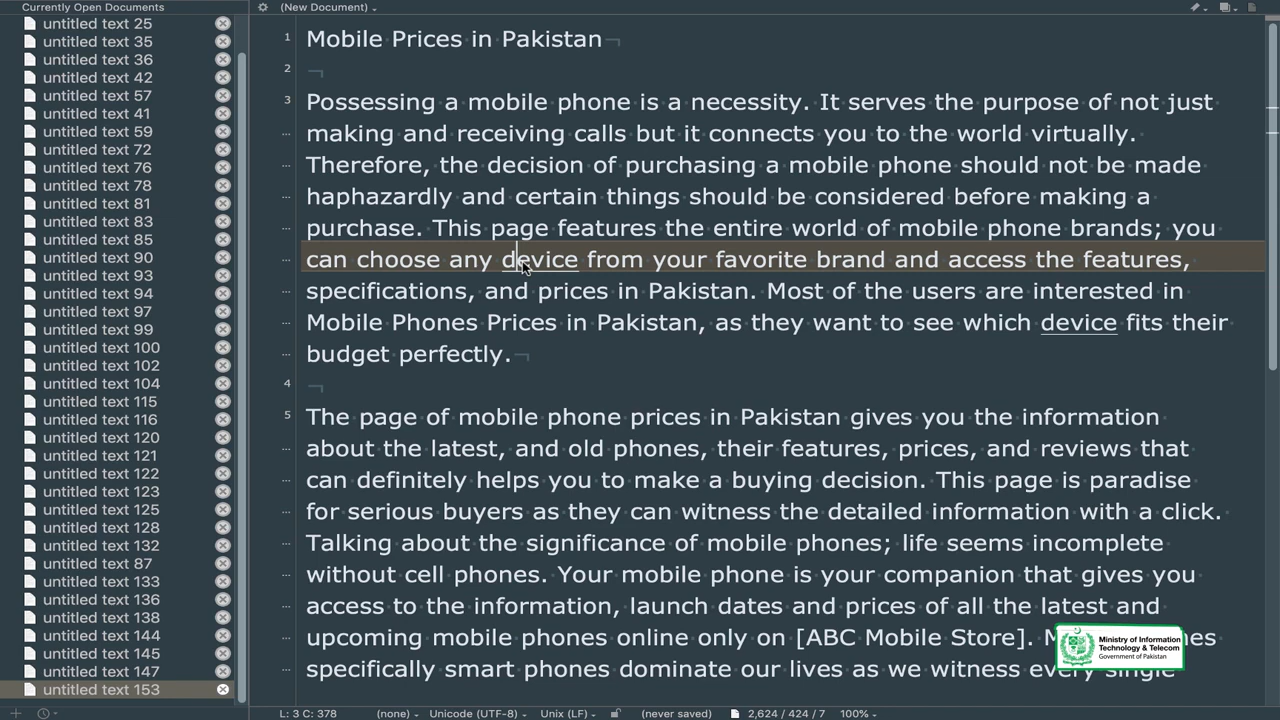 Currently Open Documents
(New Document)
untitled text 25
untitled text 35
untitled text 36
untitled text 42
untitled text 57
untitled text 41
untitled text 59
untitled text 72
untitled text 76
untitled text 78
untitled text 81
untitled text 83
untitled text 85
untitled text 90
untitled text 93
untitled text 94
untitled text 97
untitled text 99
untitled text 100
untitled text 102
untitled text 104
untitled text 115
untitled text 116
untitled text 120
untitled text 121
untitled text 122
untitled text 123
untitled text 125
untitled text 128
untitled text 132
untitled text 87
untitled text 133
untitled text 136
untitled text 138
untitled text 144
untitled text 145
untitled text 147
untitled text 153
1 Mobile Prices in Pakistan
2
3 Possessing a mobile phone is a necessity. It serves the purpose of not just
making and receiving calls but it connects you to the world virtually.
Therefore, the decision of purchasing a mobile phone should not be made
haphazardly and certain things should be considered before making a
purchase. This page features the entire world of mobile phone brands; you
can choose any device from your favorite brand and access the features,
specifications, and prices in Pakistan. Most of the users are interested in
Mobile Phones Prices in Pakistan, as they want to see which device fits their
budget perfectly.
4
5 The page of mobile phone prices in Pakistan gives you the information
about the latest, and old phones, their features, prices, and reviews that
can definitely helps you to make a buying decision. This page is paradise
for serious buyers as they can witness the detailed information with a click.
Talking about the significance of mobile phones; life seems incomplete
without cell phones. Your mobile phone is your companion that gives you
access to the information, launch dates and prices of all the latest and
upcoming mobile phones online only on [ABC Mobile Store].
specifically smart phones dominate our lives as we witness every single
Ministry of Information
Technology & Telecom
Government of Pakistan
L: 3 C: 378 (none) Unicode (UTF-8) Unix (LF) (never saved) 2,624 / 424 / 7 100%